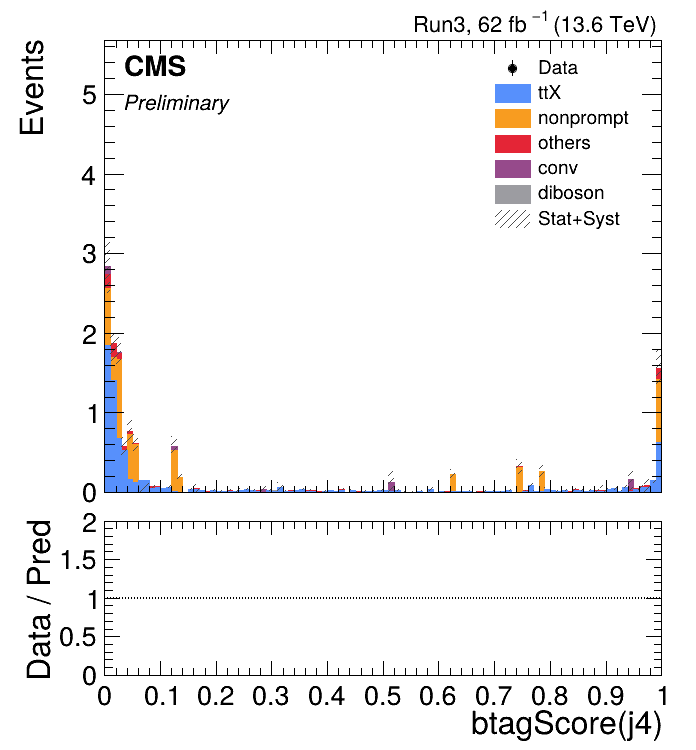 Run3, 62 fb⁻¹ (13.6 TeV)
CMS
Preliminary
Data
ttX
nonprompt
others
conv
diboson
Stat+Syst
Events
5
4
3
2
1
0
Data / Pred
2
1.5
1
0.5
0
0 0.1 0.2 0.3 0.4 0.5 0.6 0.7 0.8 0.9 1
btagScore(j4)